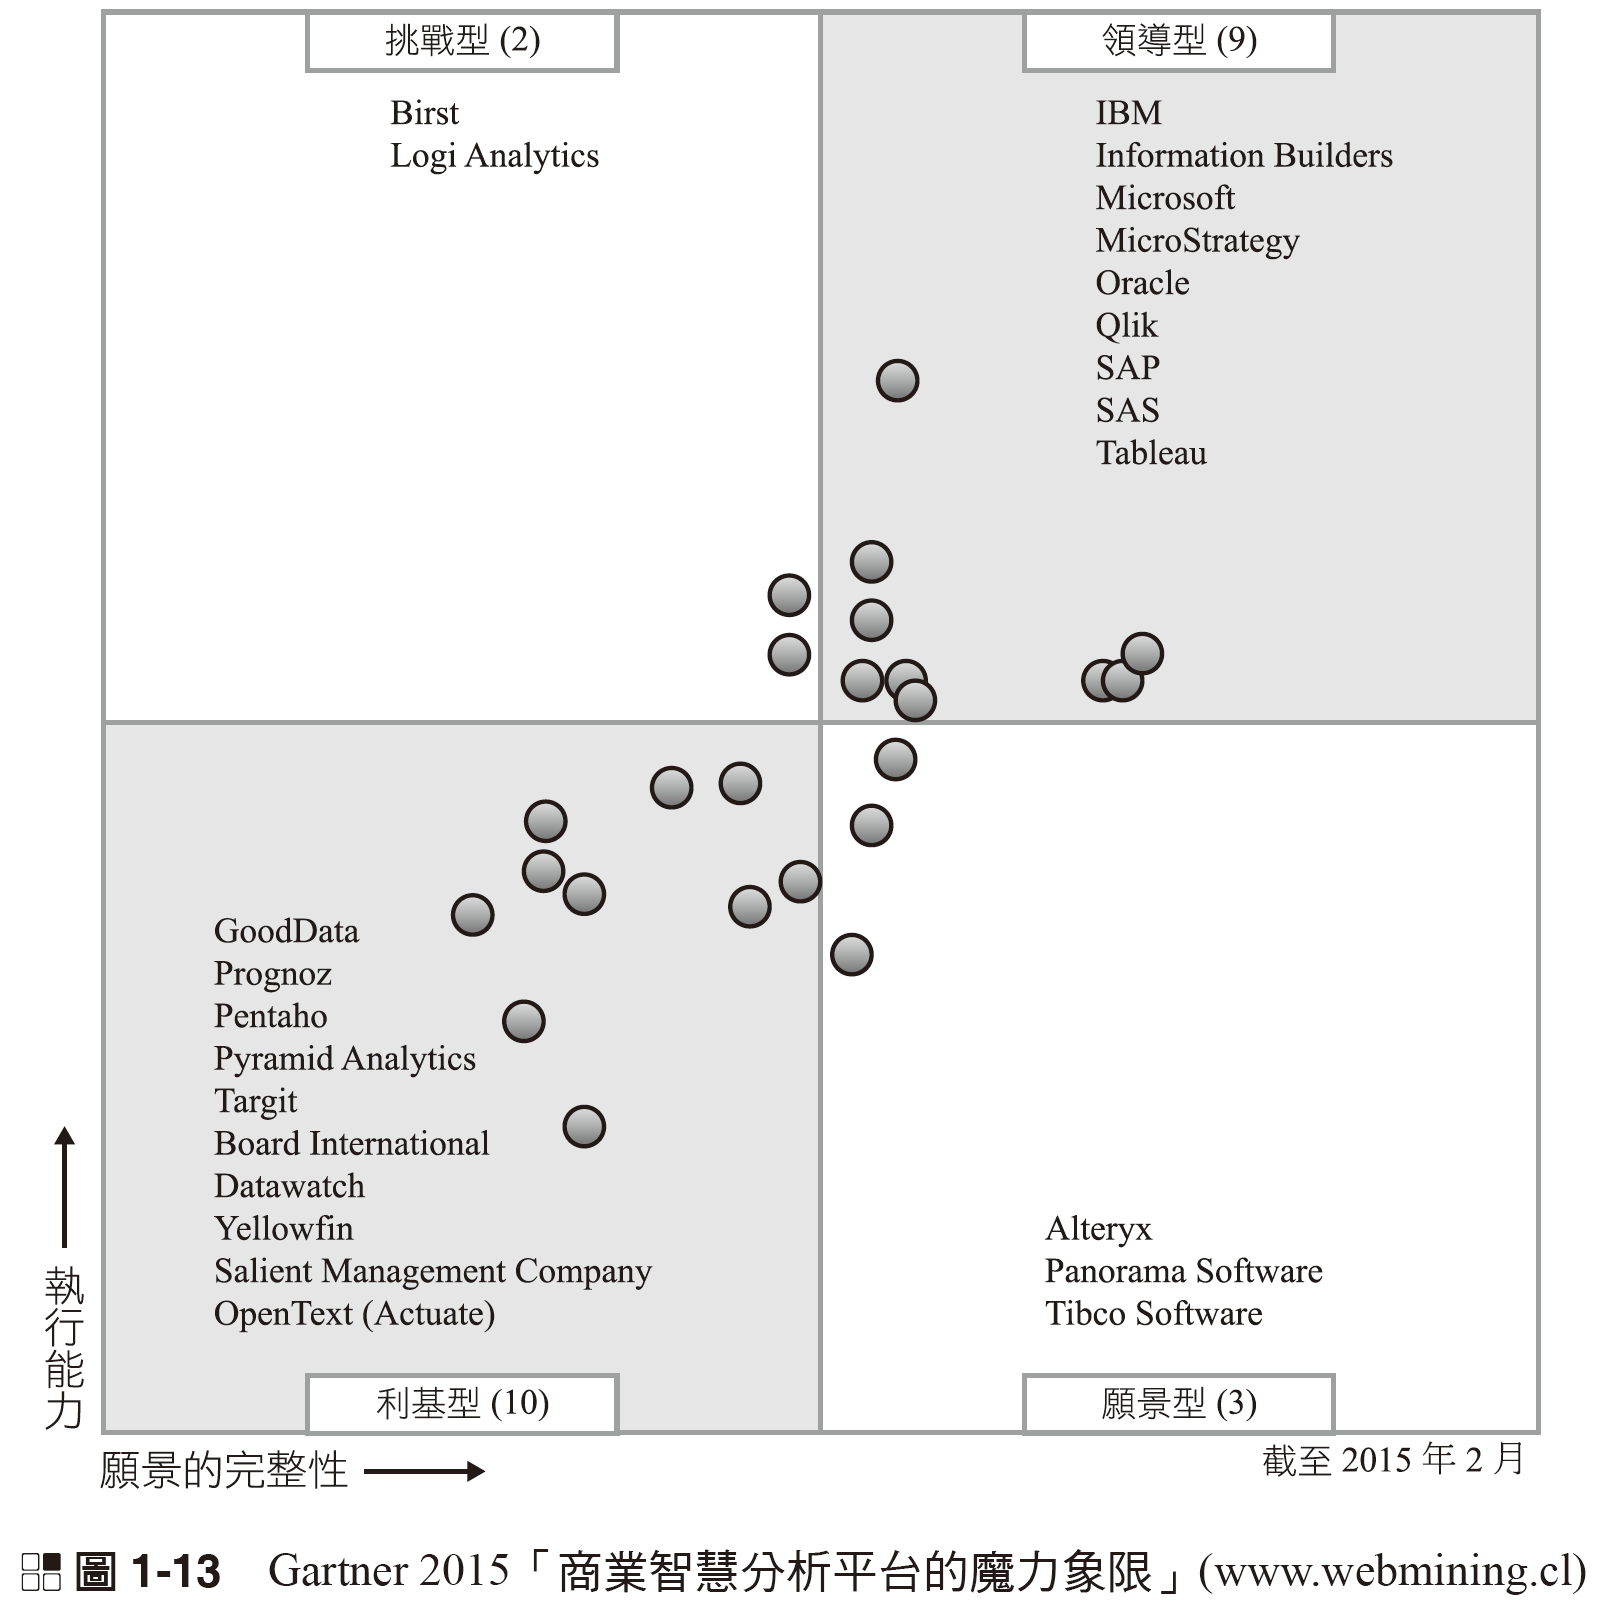 挑戰型 (2)
Birst
Logi Analytics
領導型 (9)
IBM
Information Builders
Microsoft
MicroStrategy
Oracle
Qlik
SAP
SAS
Tableau
GoodData
Prognoz
Pentaho
Pyramid Analytics
Targit
Board International
Datawatch
Yellowfin
Salient Management Company
OpenText (Actuate)
利基型 (10)
Alteryx
Panorama Software
Tibco Software
願景型 (3)
執行能力
願景的完整性
截至 2015 年 2 月
圖 1-13 Gartner 2015「商業智慧分析平台的魔力象限」(www.webmining.cl)